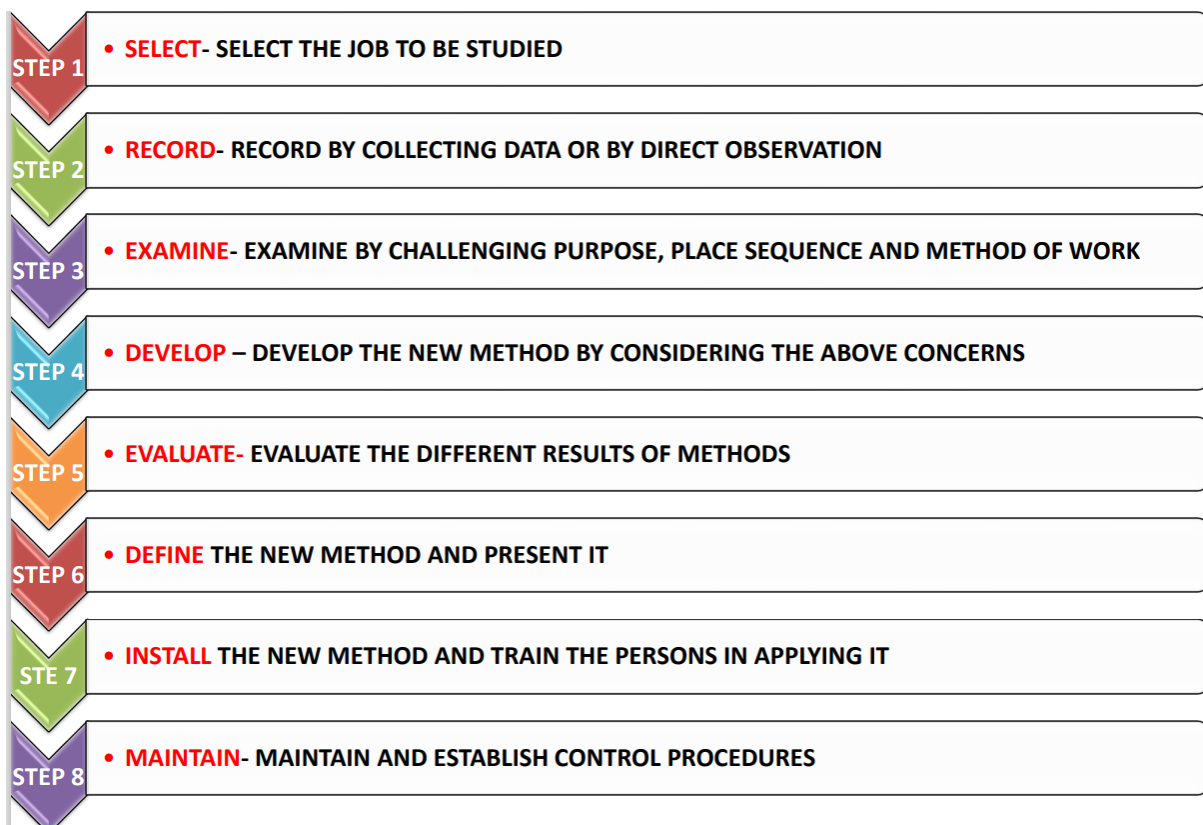 STEP 1
• SELECT- SELECT THE JOB TO BE STUDIED
STEP 2
• RECORD- RECORD BY COLLECTING DATA OR BY DIRECT OBSERVATION
STEP 3
• EXAMINE- EXAMINE BY CHALLENGING PURPOSE, PLACE SEQUENCE AND METHOD OF WORK
STEP 4
• DEVELOP – DEVELOP THE NEW METHOD BY CONSIDERING THE ABOVE CONCERNS
STEP 5
• EVALUATE- EVALUATE THE DIFFERENT RESULTS OF METHODS
STEP 6
• DEFINE THE NEW METHOD AND PRESENT IT
STE 7
• INSTALL THE NEW METHOD AND TRAIN THE PERSONS IN APPLYING IT
STEP 8
• MAINTAIN- MAINTAIN AND ESTABLISH CONTROL PROCEDURES